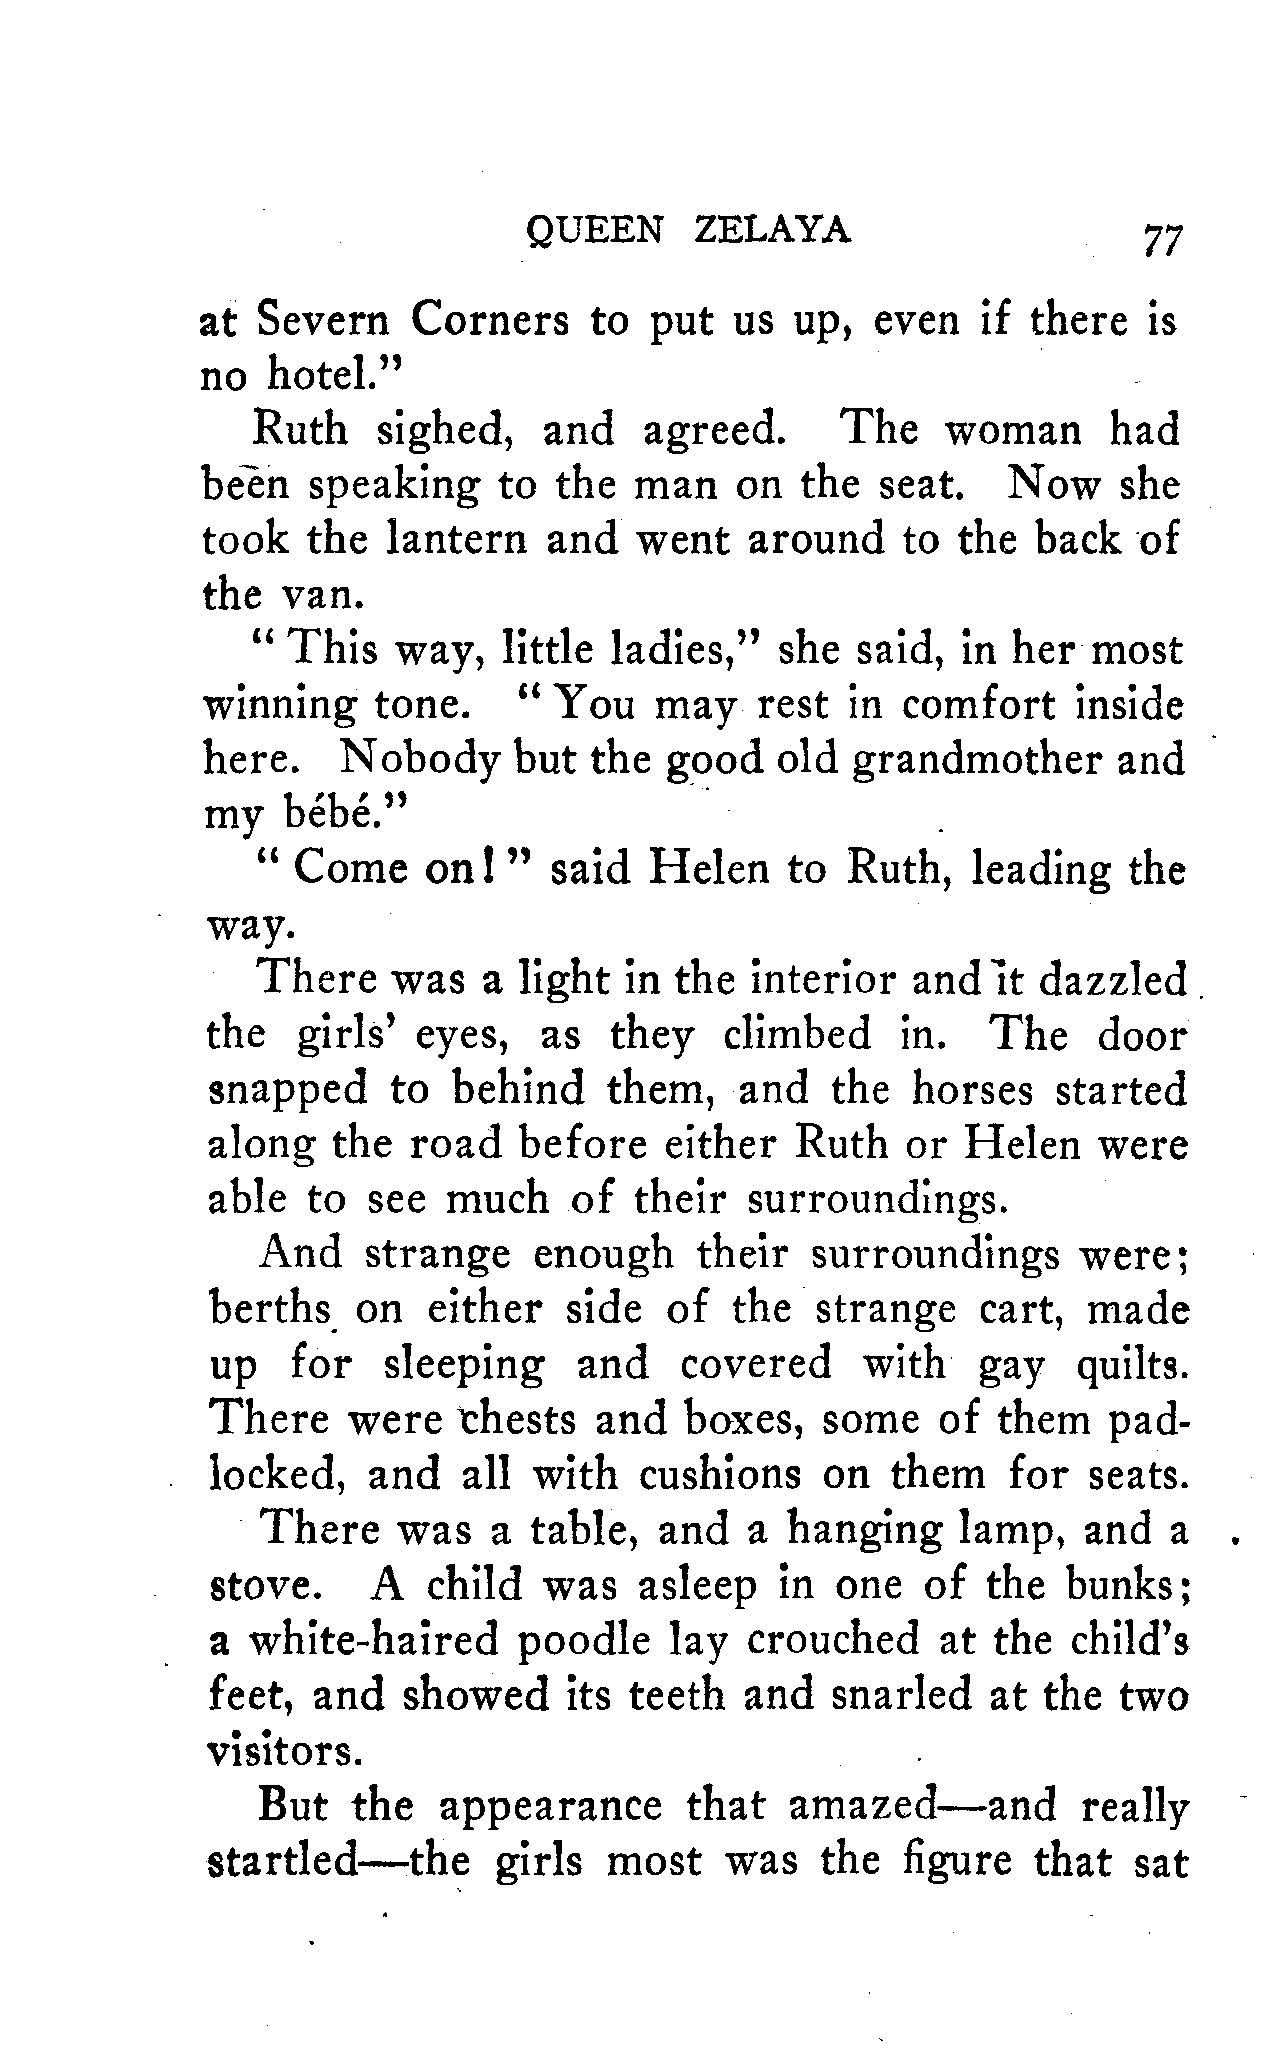 QUEEN ZELAYA 77
at Severn Corners to put us up, even if there is
no hotel."
Ruth sighed, and agreed. The woman had
been speaking to the man on the seat. Now she
took the lantern and went around to the back of
the van.
" This way, little ladies," she said, in her most
winning tone. " You may rest in comfort inside
here. Nobody but the good old grandmother and
my bébé."
" Come on! " said Helen to Ruth, leading the
way.
There was a light in the interior and it dazzled
the girls' eyes, as they climbed in. The door
snapped to behind them, and the horses started
along the road before either Ruth or Helen were
able to see much of their surroundings.
And strange enough their surroundings were;
berths on either side of the strange cart, made
up for sleeping and covered with gay quilts.
There were chests and boxes, some of them pad-
locked, and all with cushions on them for seats.
There was a table, and a hanging lamp, and a
stove. A child was asleep in one of the bunks;
a white-haired poodle lay crouched at the child's
feet, and showed its teeth and snarled at the two
visitors.
But the appearance that amazed—and really
startled—the girls most was the figure that sat